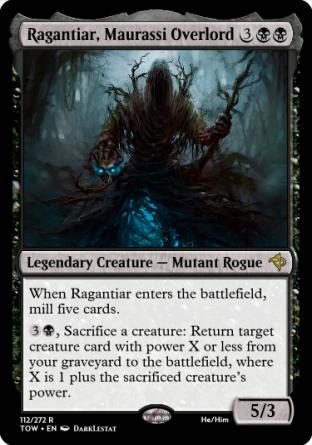 Ragantiar, Maurassi Overlord 3
Legendary Creature — Mutant Rogue
When Ragantiar enters the battlefield,
mill five cards.
3 , Sacrifice a creature: Return target
creature card with power X or less from
your graveyard to the battlefield, where
X is 1 plus the sacrificed creature's
power.
5/3
112/272 R
He/Him
TOW • EN DarkLestat